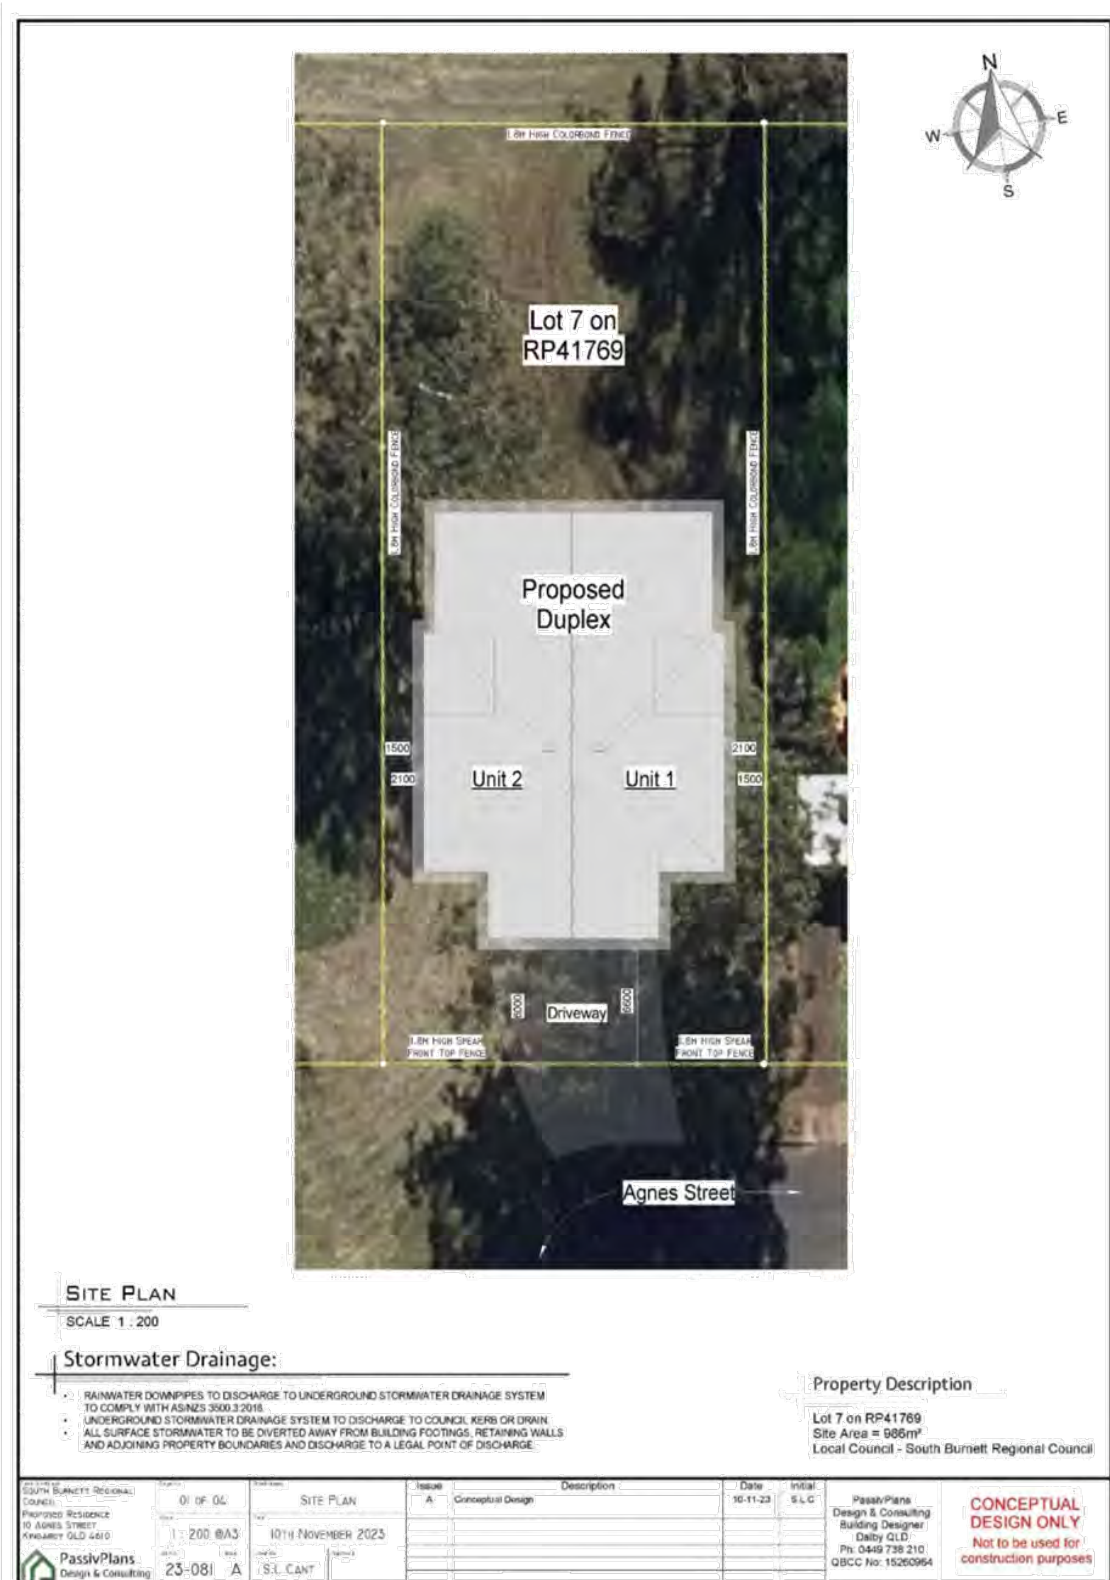 N
W
E
S
1.8M HIGH COLORBOND FENCE
Lot 7 on
RP41769
1.8M HIGH COLORBOND FENCE
1.8M HIGH COLORBOND FENCE
Proposed
Duplex
1500
2100
2100
1500
Unit 2
Unit 1
6000
6600
Driveway
1.8M HIGH SPEAR
FRONT TOP FENCE
1.8M HIGH SPEAR
FRONT TOP FENCE
Agnes Street
SITE PLAN
SCALE 1 : 200
Stormwater Drainage:
• RAINWATER DOWNPIPES TO DISCHARGE TO UNDERGROUND STORMWATER DRAINAGE SYSTEM
TO COMPLY WITH AS/NZS 3500.3:2018.
• UNDERGROUND STORMWATER DRAINAGE SYSTEM TO DISCHARGE TO COUNCIL KERB OR DRAIN.
• ALL SURFACE STORMWATER TO BE DIVERTED AWAY FROM BUILDING FOOTINGS, RETAINING WALLS
AND ADJOINING PROPERTY BOUNDARIES AND DISCHARGE TO A LEGAL POINT OF DISCHARGE.
Property Description
Lot 7 on RP41769
Site Area = 986m²
Local Council - South Burnett Regional Council
SOUTH BURNETT REGIONAL
COUNCIL
PROPOSED RESIDENCE
10 AGNES STREET
KINGAROY QLD 4610
PassivPlans
Design & Consulting
01 OF 04
1 : 200 @A3
23-081 A
SITE PLAN
10TH NOVEMBER 2023
S.L. CANT
Issue Description Date Initial
A Conceptual Design 10-11-23 S.L.C
PassivPlans
Design & Consulting
Building Designer
Dalby QLD
Ph: 0449 738 210
QBCC No: 15260964
CONCEPTUAL
DESIGN ONLY
Not to be used for
construction purposes